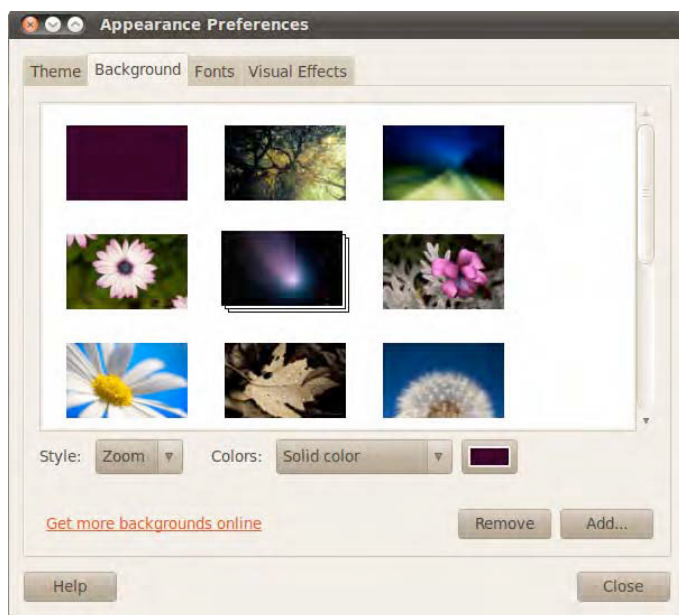 Appearance Preferences
Theme Background Fonts Visual Effects
Style: Zoom Colors: Solid color
Get more backgrounds online Remove Add...
Help Close